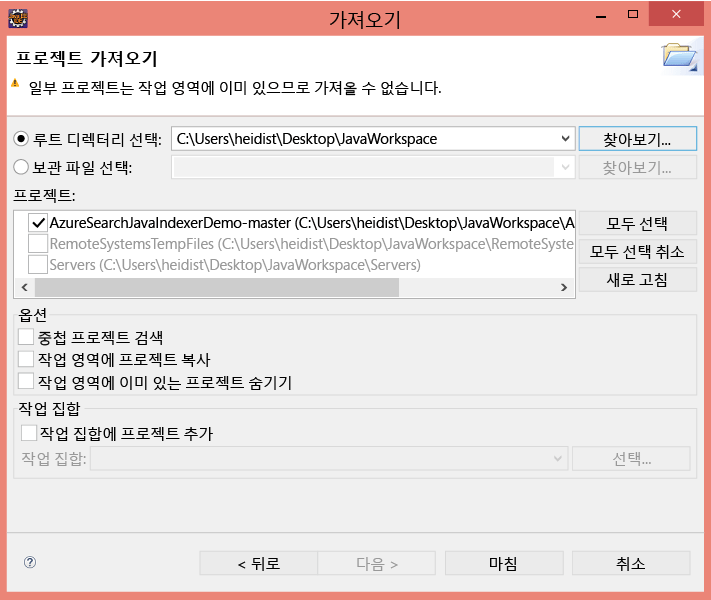 가져오기
프로젝트 가져오기
일부 프로젝트는 작업 영역에 이미 있으므로 가져올 수 없습니다.
루트 디렉터리 선택: C:\Users\heidist\Desktop\JavaWorkspace 찾아보기...
보관 파일 선택: 찾아보기...
프로젝트:
AzureSearchJavaIndexerDemo-master (C:\Users\heidist\Desktop\JavaWorkspace\A 모두 선택
RemoteSystemsTempFiles (C:\Users\heidist\Desktop\JavaWorkspace\RemoteSyste 모두 선택 취소
Servers (C:\Users\heidist\Desktop\JavaWorkspace\Servers) 새로 고침
옵션
중첩 프로젝트 검색
작업 영역에 프로젝트 복사
작업 영역에 이미 있는 프로젝트 숨기기
작업 집합
작업 집합에 프로젝트 추가
작업 집합: 선택...
? < 뒤로 다음 > 마침 취소